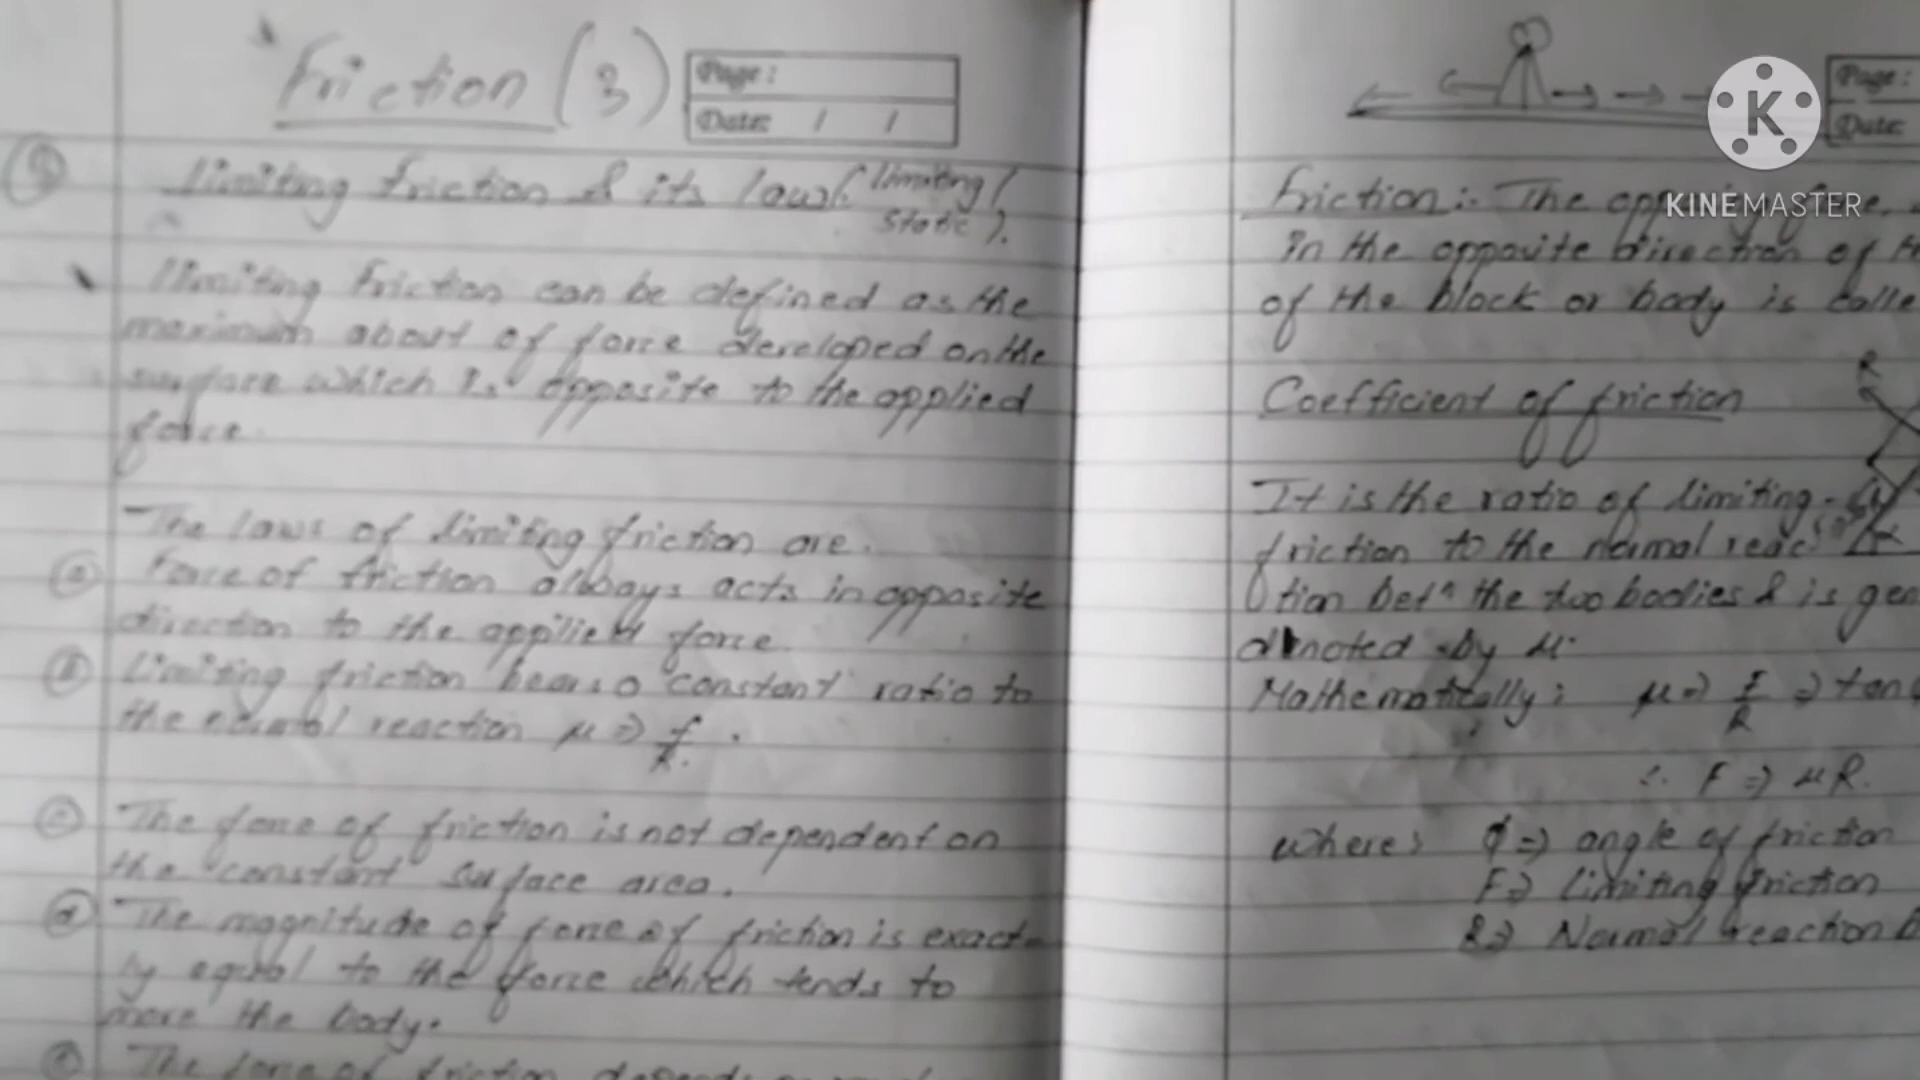 Friction (3)
Page:
Date: / /
Limiting friction & its laws (limiting/
static).
Limiting friction can be defined as the
maximum about of force developed on the
surface which is opposite to the applied
force.
The laws of limiting friction are.
a Force of friction always acts in opposite
direction to the applied force.
b Limiting friction bears a constant ratio to
the normal reaction μ => F/R.
c The force of friction is not dependent on
the constant surface area.
d The magnitude of force of friction is exact-
ly equal to the force which tends to
move the body.
e The force of friction depends
Page:
Date:
Friction:- The opposing force,
in the opposite direction of
of the block or body is
R
Coefficient of friction
It is the ratio of limiting
friction to the normal reac
tion betn the two bodies & is
denoted by μ.
Mathematically: μ => F/R => tan
∴ F => μR.
where: φ => angle of friction
F => Limiting friction
R => Normal reaction
K
KINEMASTER